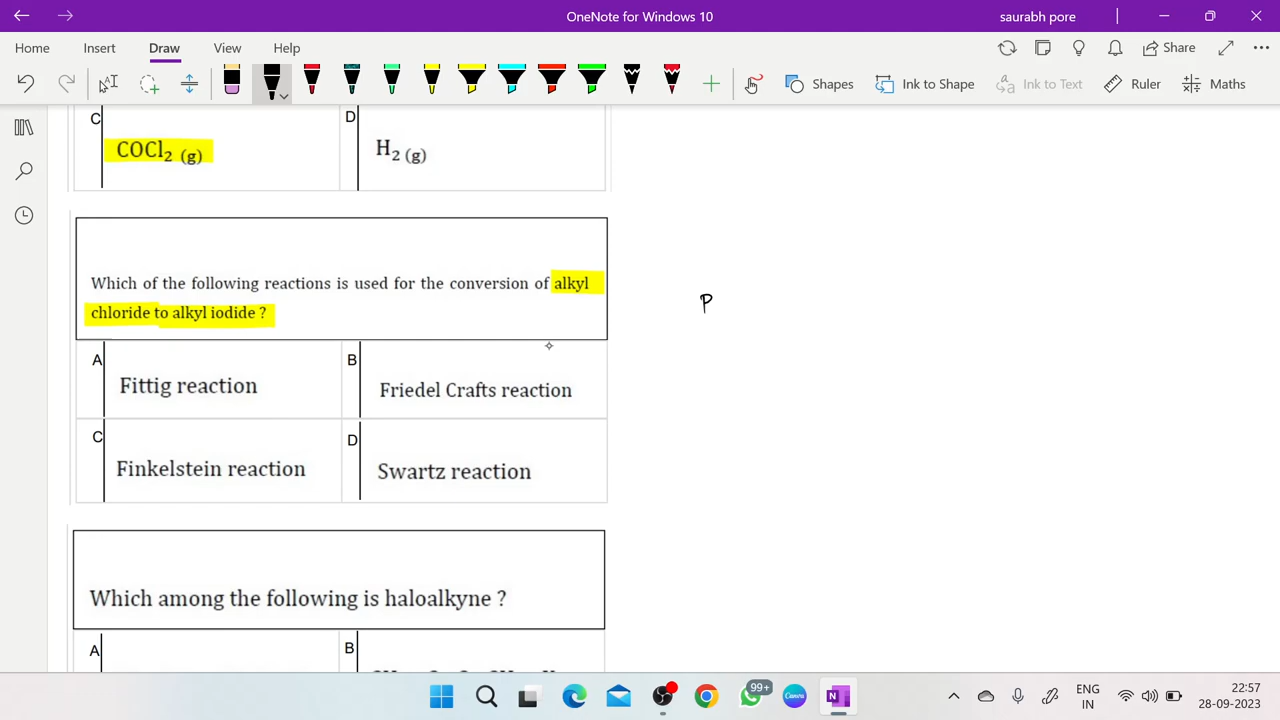 OneNote for Windows 10
saurabh pore
Home Insert Draw View Help
Share
Shapes
Ink to Shape
Ink to Text
Ruler
Maths
C
COCl₂ (g)
D
H₂ (g)
Which of the following reactions is used for the conversion of alkyl
chloride to alkyl iodide ?
P
A
Fittig reaction
B
Friedel Crafts reaction
C
Finkelstein reaction
D
Swartz reaction
Which among the following is haloalkyne ?
A
B
99+
ENG
IN
22:57
28-09-2023